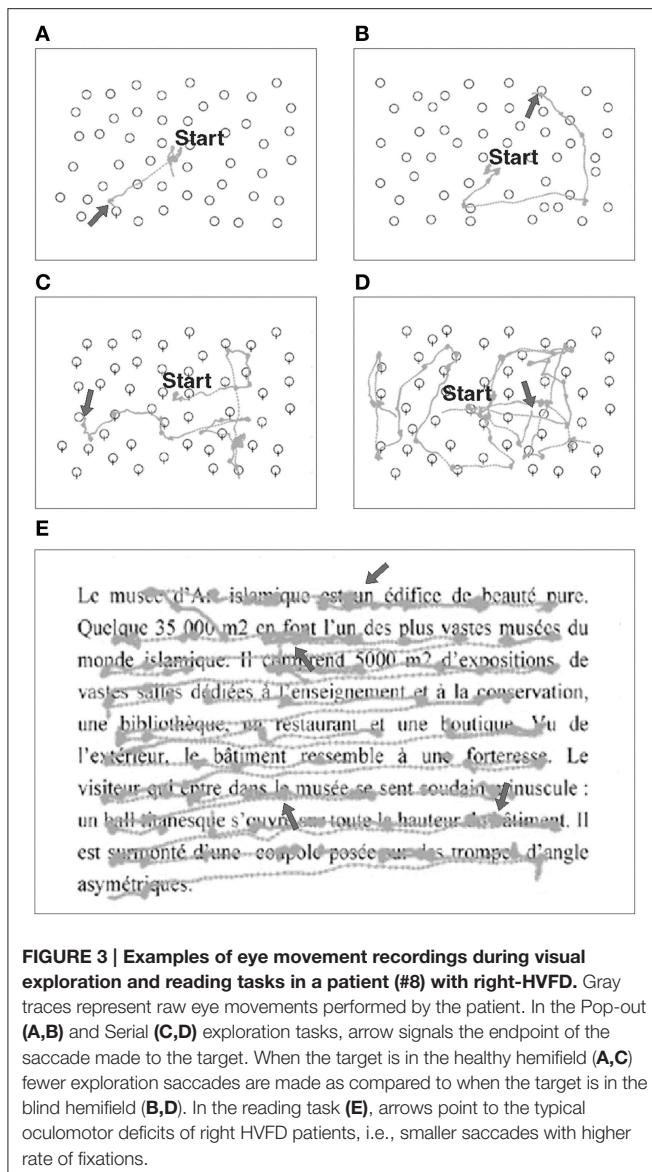 A
B
Start
Start
C
D
Start
Start
E
Le musée d'Art islamique est un édifice de beauté pure.
Quelque 35 000 m2 en font l'un des plus vastes musées du
monde islamique. Il comprend 5000 m2 d'expositions, de
vastes salles dédiées à l'enseignement et à la conservation,
une bibliothèque, un restaurant et une boutique. Vu de
l'extérieur, le bâtiment ressemble à une forteresse. Le
visiteur qui entre dans le musée se sent soudain minuscule :
un hall titanesque s'ouvre sur toute la hauteur du bâtiment. Il
est surmonté d'une coupole posée sur des trompes d'angle
asymétriques.
FIGURE 3 | Examples of eye movement recordings during visual
exploration and reading tasks in a patient (#8) with right-HVFD. Gray
traces represent raw eye movements performed by the patient. In the Pop-out
(A,B) and Serial (C,D) exploration tasks, arrow signals the endpoint of the
saccade made to the target. When the target is in the healthy hemifield (A,C)
fewer exploration saccades are made as compared to when the target is in the
blind hemifield (B,D). In the reading task (E), arrows point to the typical
oculomotor deficits of right HVFD patients, i.e., smaller saccades with higher
rate of fixations.